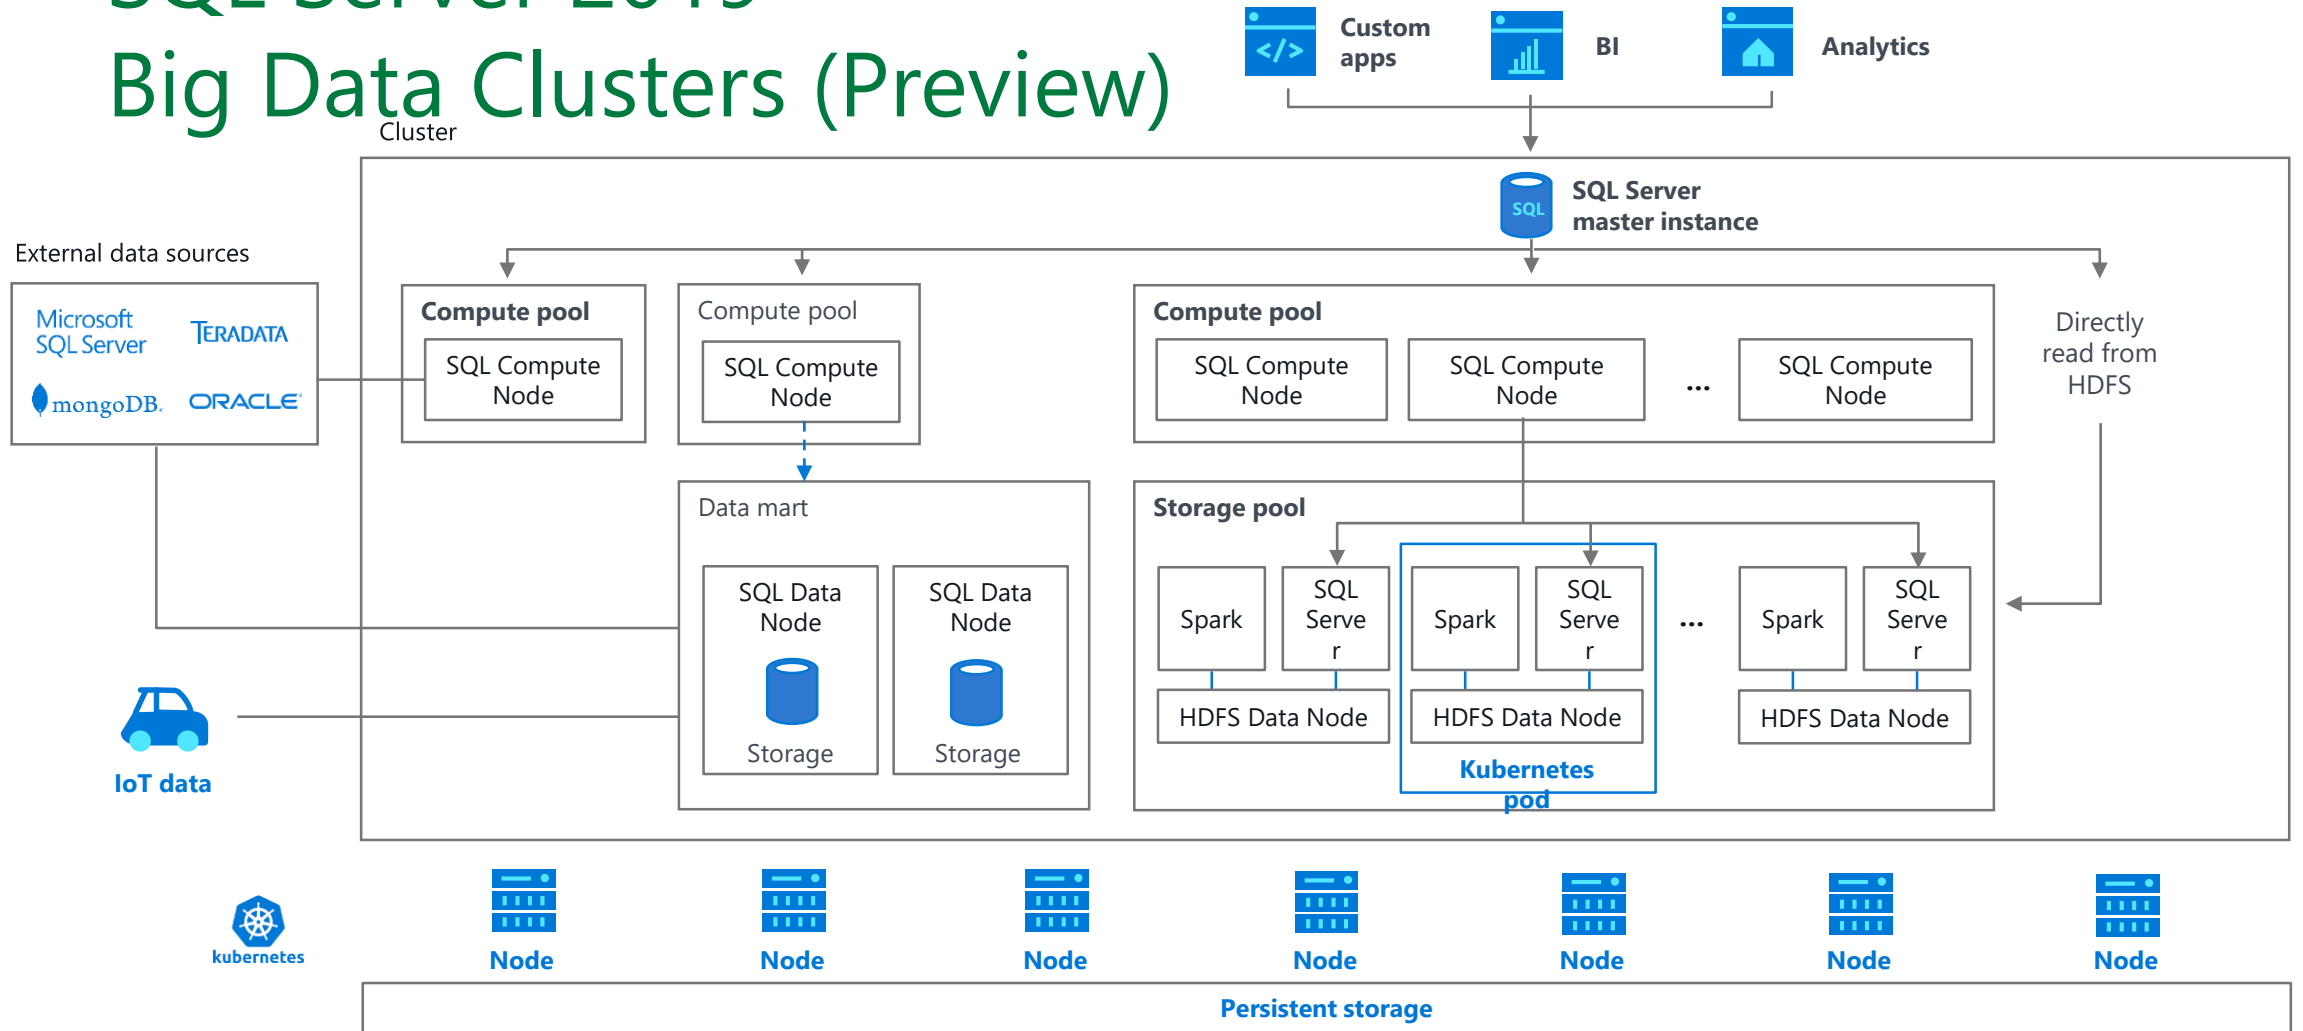 SQL Server 2019
Big Data Clusters (Preview)
Custom
apps
BI
Analytics
Cluster
SQL
SQL Server
master instance
External data sources
Microsoft
SQL Server
TERADATA
mongoDB.
ORACLE
Compute pool
SQL Compute
Node
Compute pool
SQL Compute
Node
Compute pool
SQL Compute
Node
SQL Compute
Node
...
SQL Compute
Node
Directly
read from
HDFS
Data mart
SQL Data
Node
Storage
SQL Data
Node
Storage
Storage pool
Spark
SQL
Serve
r
HDFS Data Node
Spark
SQL
Serve
r
HDFS Data Node
Kubernetes
pod
...
Spark
SQL
Serve
r
HDFS Data Node
IoT data
kubernetes
Node
Node
Node
Node
Node
Node
Node
Persistent storage